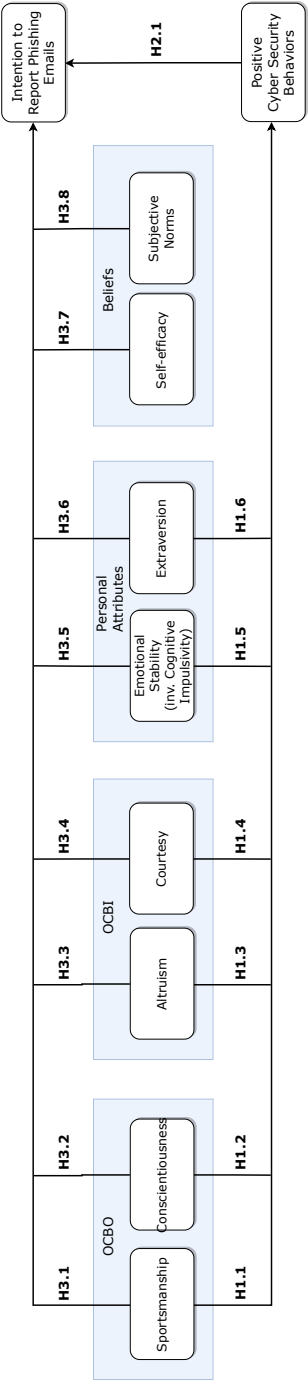 H3.1
H3.2
H3.3
H3.4
H3.5
H3.6
H3.7
H3.8
Intention to
Report Phishing
Emails
OCBO
OCBI
Personal
Attributes
Beliefs
Sportsmanship
Conscientiousness
Altruism
Courtesy
Emotional
Stability
(inv. Cognitive
Impulsivity)
Extraversion
Self-efficacy
Subjective
Norms
H2.1
H1.1
H1.2
H1.3
H1.4
H1.5
H1.6
Positive
Cyber Security
Behaviors